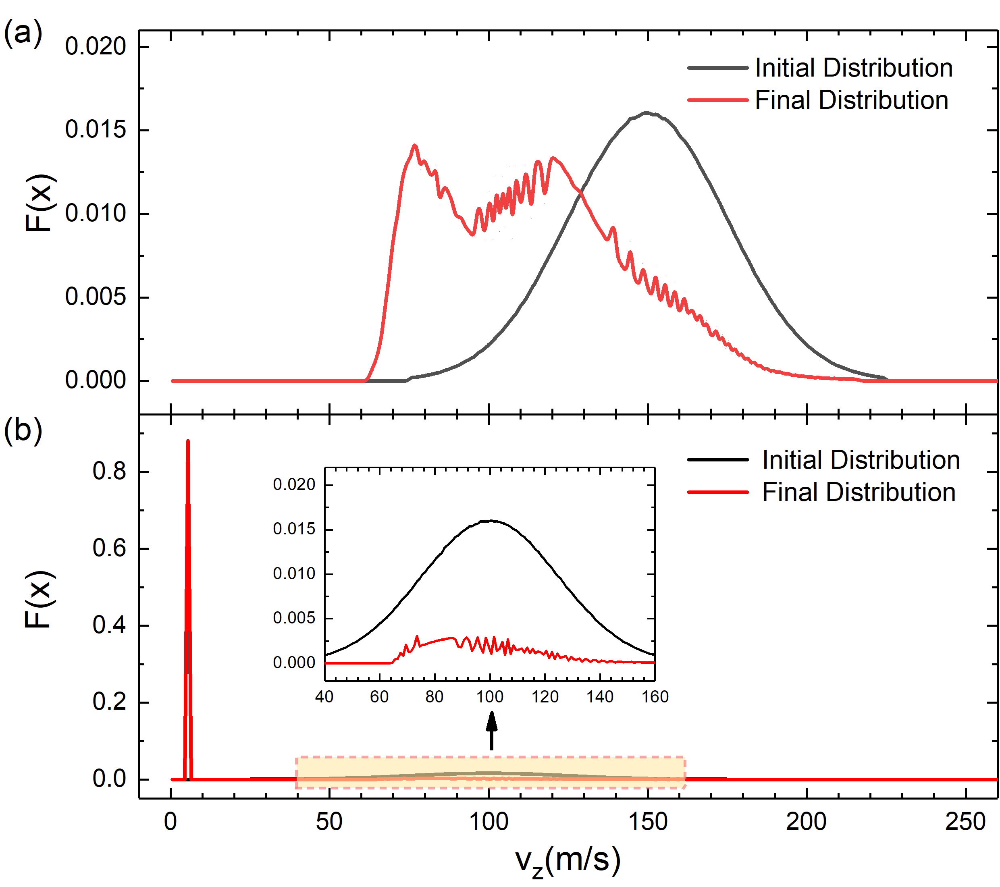 (a)
0.020
0.015
0.010
0.005
0.000
F(x)
Initial Distribution
Final Distribution
(b)
0.8
0.6
0.4
0.2
0.0
F(x)
Initial Distribution
Final Distribution
0.020
0.015
0.010
0.005
0.000
40 60 80 100 120 140 160
0 50 100 150 200 250
vz(m/s)